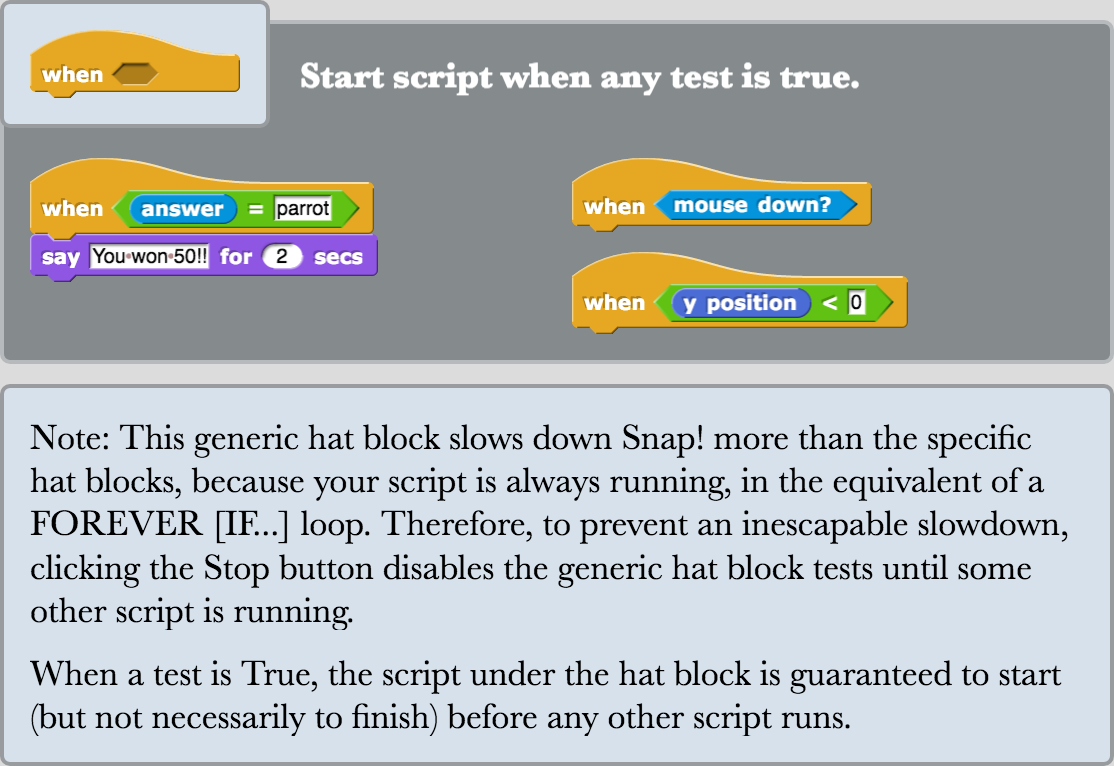 when
Start script when any test is true.
when answer = parrot
say You won 50!! for 2 secs
when mouse down?
when y position < 0
Note: This generic hat block slows down Snap! more than the specific
hat blocks, because your script is always running, in the equivalent of a
FOREVER [IF...] loop. Therefore, to prevent an inescapable slowdown,
clicking the Stop button disables the generic hat block tests until some
other script is running.
When a test is True, the script under the hat block is guaranteed to start
(but not necessarily to finish) before any other script runs.